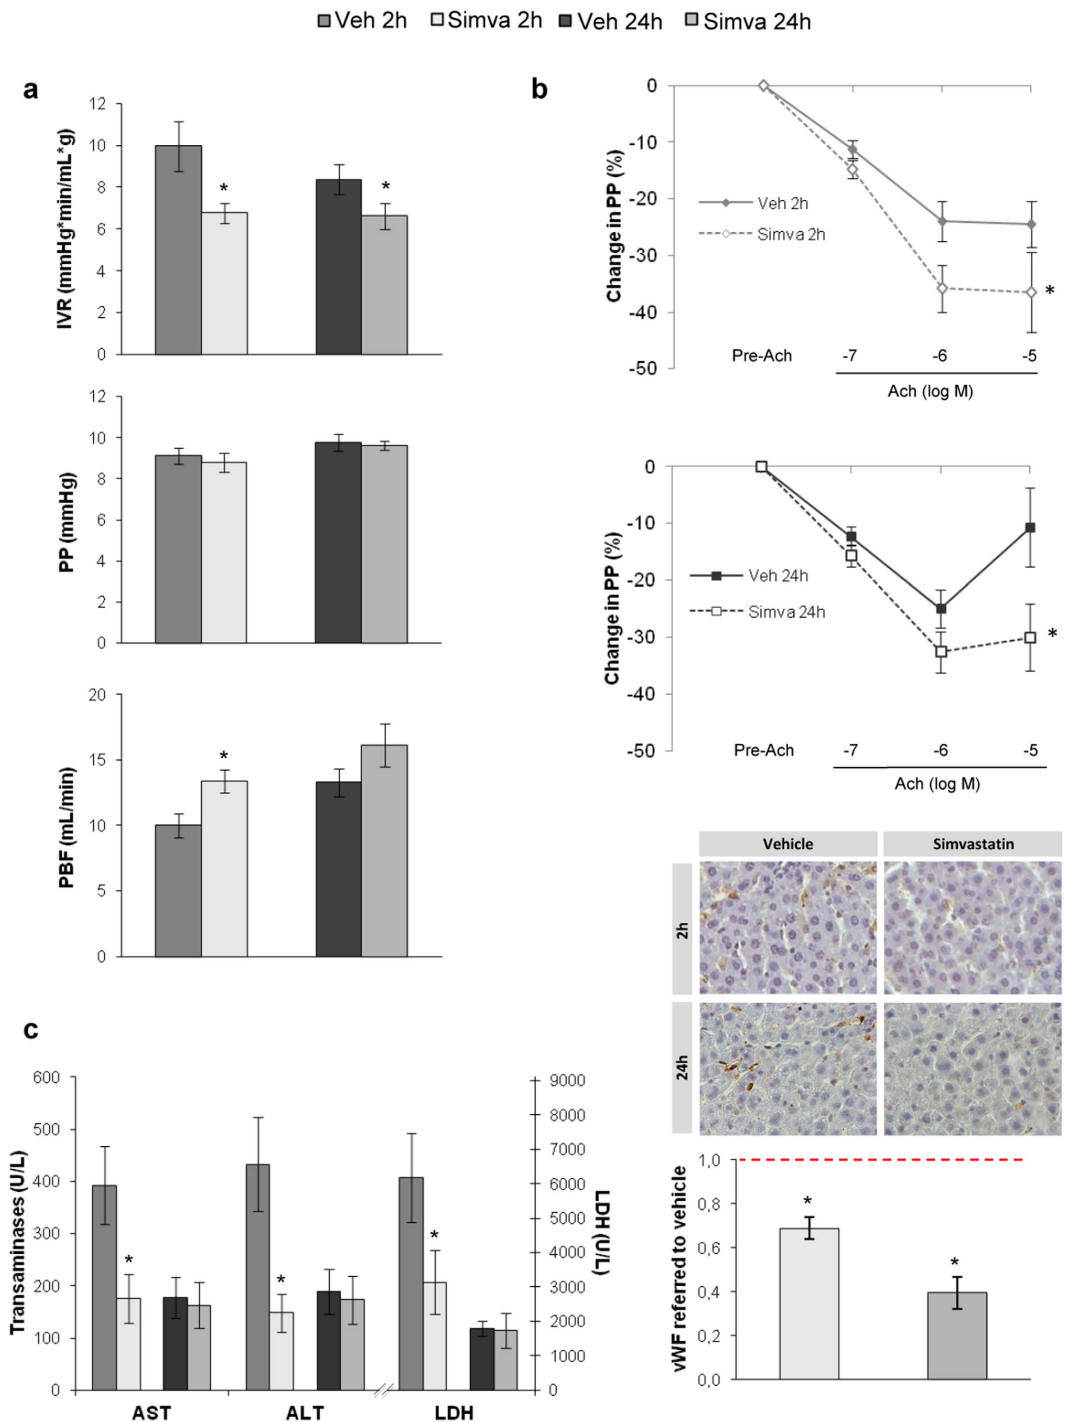 Veh 2h Simva 2h Veh 24h Simva 24h
a
IVR (mmHg*min/mL*g)
12
10
8
6
4
2
0
*
*
PP (mmHg)
12
10
8
6
4
2
0
PBF (mL/min)
20
15
10
5
0
*
b
Change in PP (%)
0
-10
-20
-30
-40
-50
Veh 2h
Simva 2h
*
Pre-Ach -7 -6 -5
Ach (log M)
Change in PP (%)
0
-10
-20
-30
-40
-50
Veh 24h
Simva 24h
*
Pre-Ach -7 -6 -5
Ach (log M)
Vehicle Simvastatin
2h
24h
vWF referred to vehicle
1,0
0,8
0,6
0,4
0,2
0,0
*
*
c
Transaminases (U/L)
600
500
400
300
200
100
0
*
*
*
9000
8000
7000
6000
5000
4000
3000
2000
1000
0
LDH (U/L)
AST ALT LDH